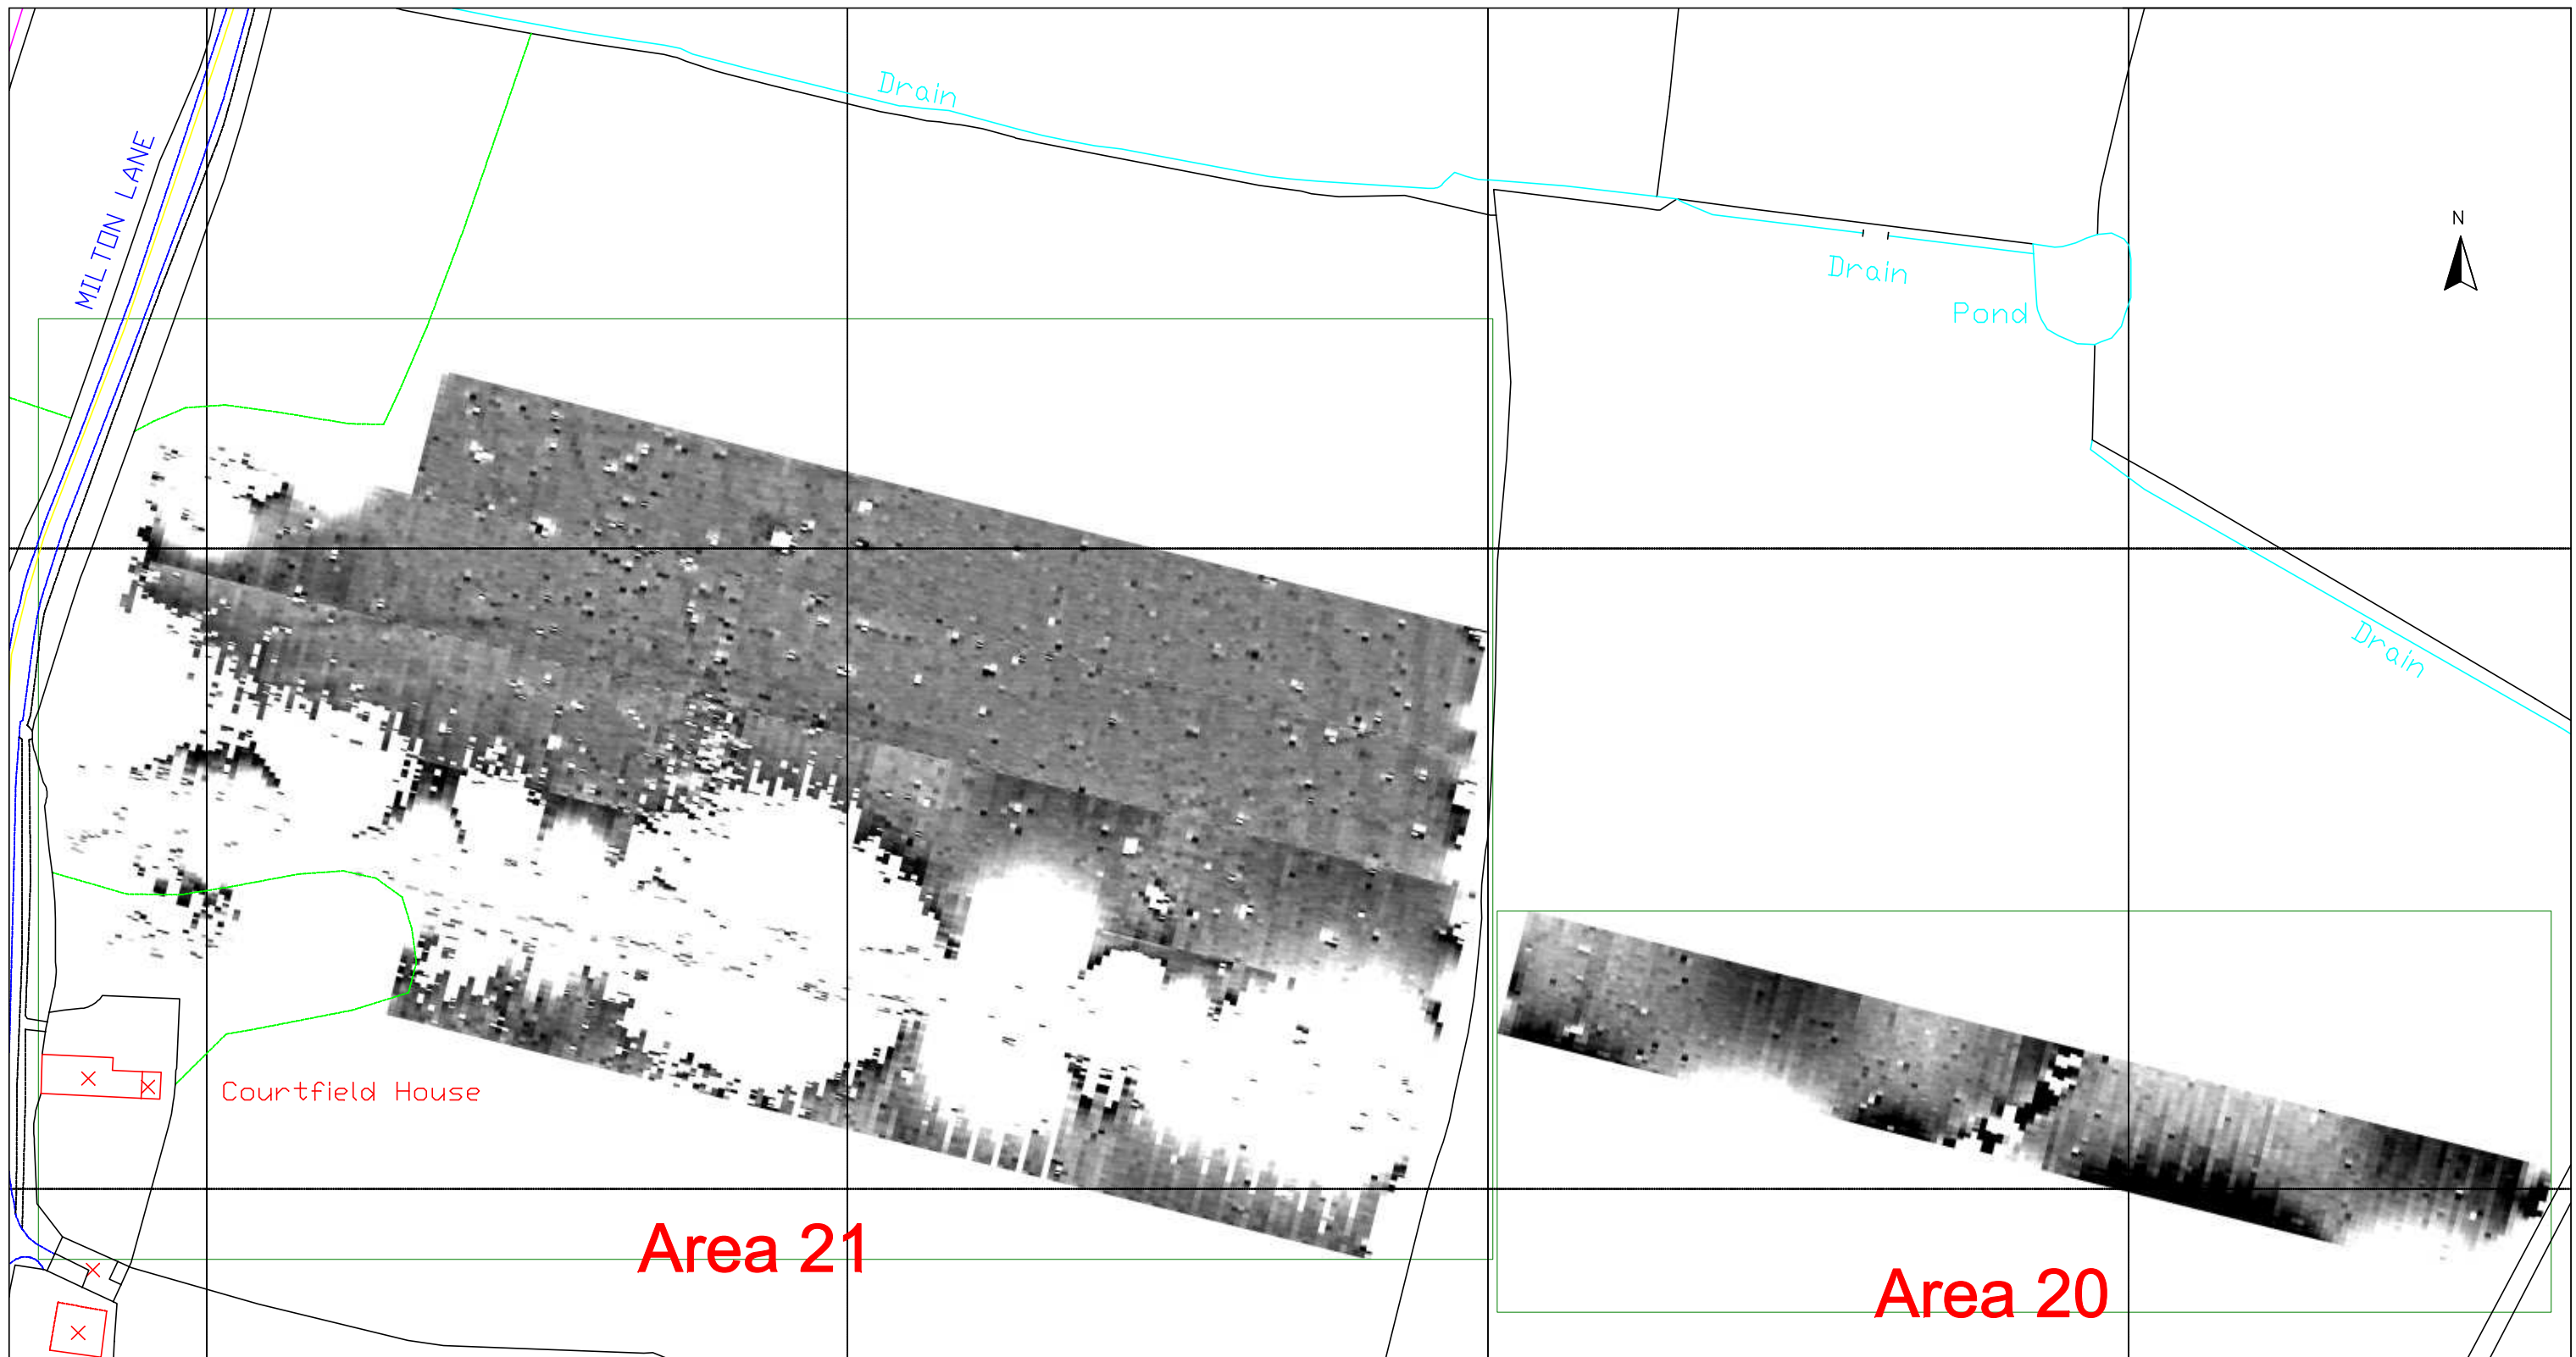 Drain
MILTON LANE
N
Drain
Pond
Drain
Courtfield House
Area 21
Area 20